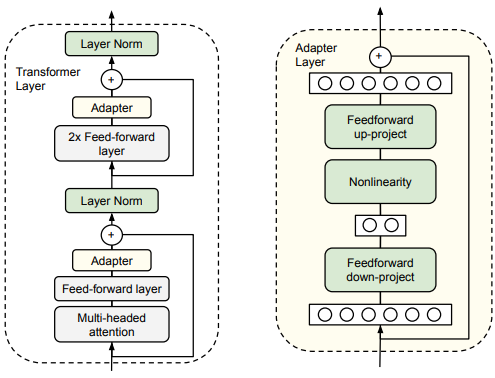 Layer Norm
Transformer
Layer
+
Adapter
2x Feed-forward
layer
Layer Norm
+
Adapter
Feed-forward layer
Multi-headed
attention
Adapter
Layer
+
Feedforward
up-project
Nonlinearity
Feedforward
down-project